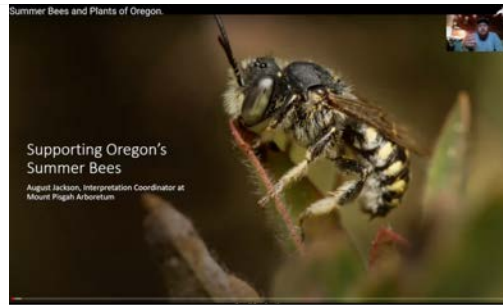 Summer Bees and Plants of Oregon.
Supporting Oregon's
Summer Bees
August Jackson, Interpretation Coordinator at
Mount Pisgah Arboretum